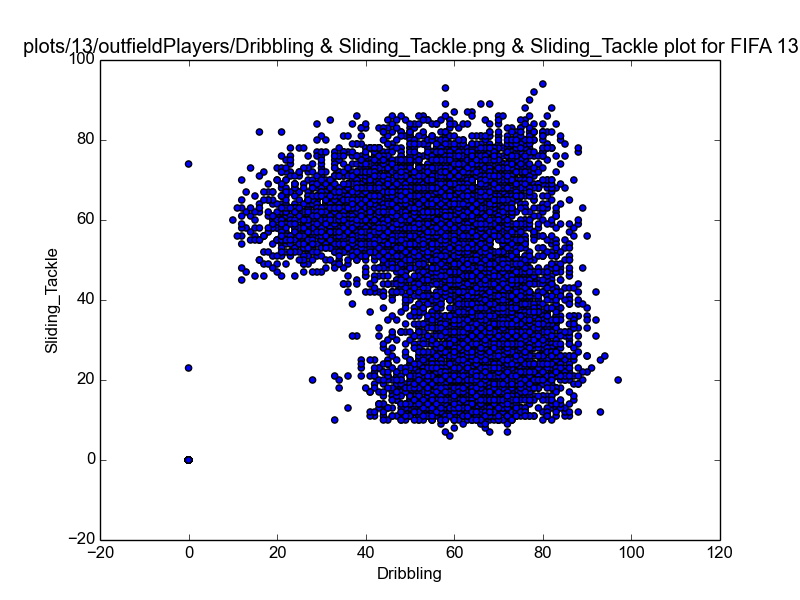 plots/13/outfieldPlayers/Dribbling & Sliding_Tackle.png & Sliding_Tackle plot for FIFA 13
100
80
60
40
20
0
−20
Sliding_Tackle
−20 0 20 40 60 80 100 120
Dribbling